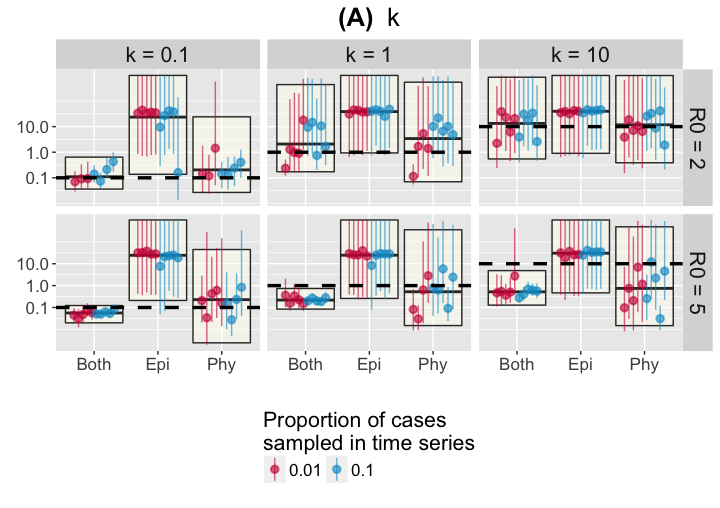 (A) k
k = 0.1 k = 1 k = 10
10.0
1.0
0.1
R0 = 2
10.0
1.0
0.1
R0 = 5
Both Epi Phy Both Epi Phy Both Epi Phy
Proportion of cases
sampled in time series
0.01 0.1